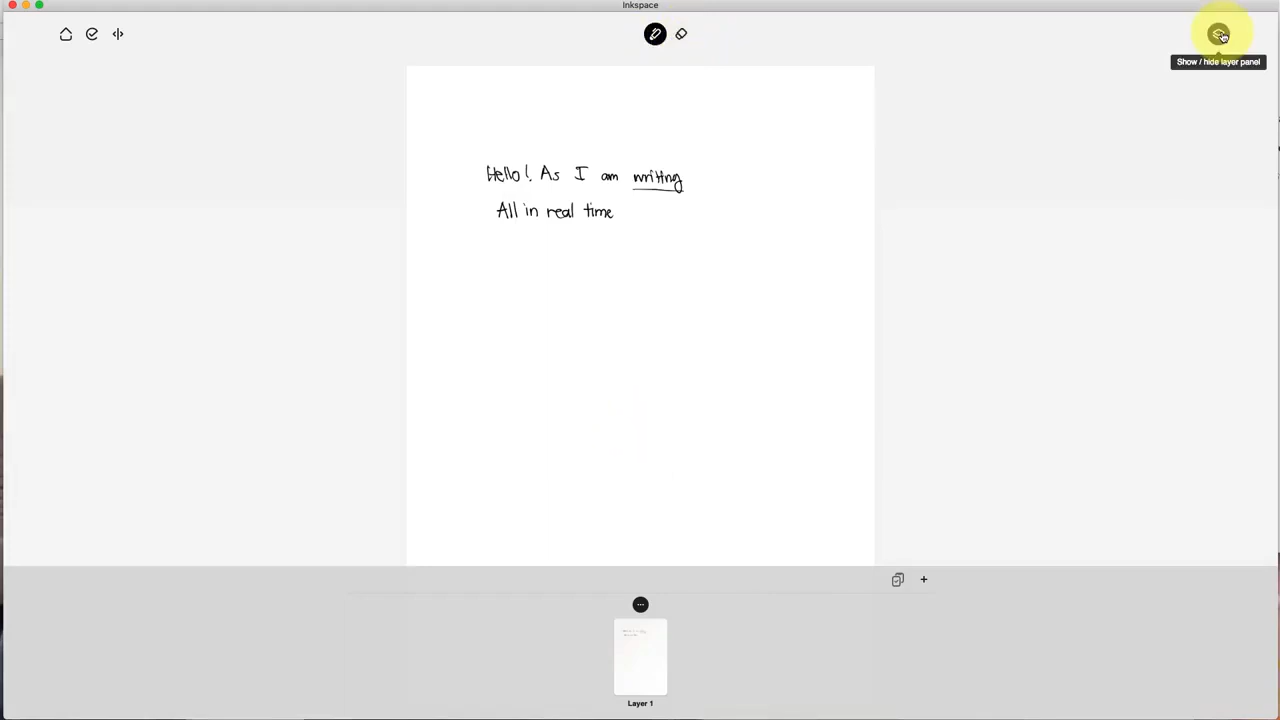 Inkspace
Show / hide layer panel
Hello! As I am writing
All in real time
Layer 1